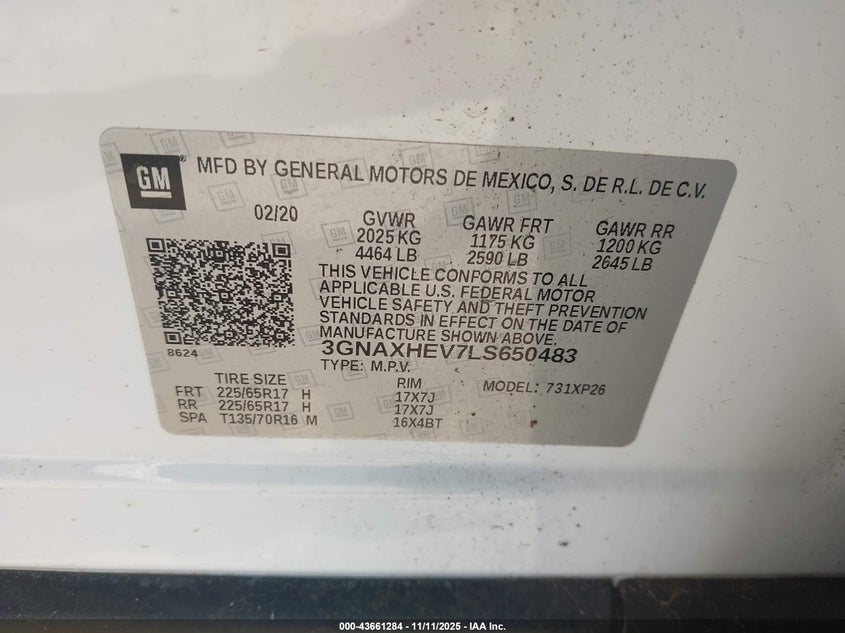 GM
MFD BY GENERAL MOTORS DE MEXICO, S. DE R.L. DE C.V.
02/20 GVWR GAWR FRT GAWR RR
2025 KG 1175 KG 1200 KG
4464 LB 2590 LB 2645 LB
THIS VEHICLE CONFORMS TO ALL
APPLICABLE U.S. FEDERAL MOTOR
VEHICLE SAFETY AND THEFT PREVENTION
STANDARDS IN EFFECT ON THE DATE OF
MANUFACTURE SHOWN ABOVE.
8624 3GNAXHEV7LS650483
TYPE: M.P.V. MODEL: 731XP26
TIRE SIZE RIM
FRT 225/65R17 H 17X7J
RR 225/65R17 H 17X7J
SPA T135/70R16 M 16X4BT
000-43661284 - 11/11/2025 - IAA Inc.